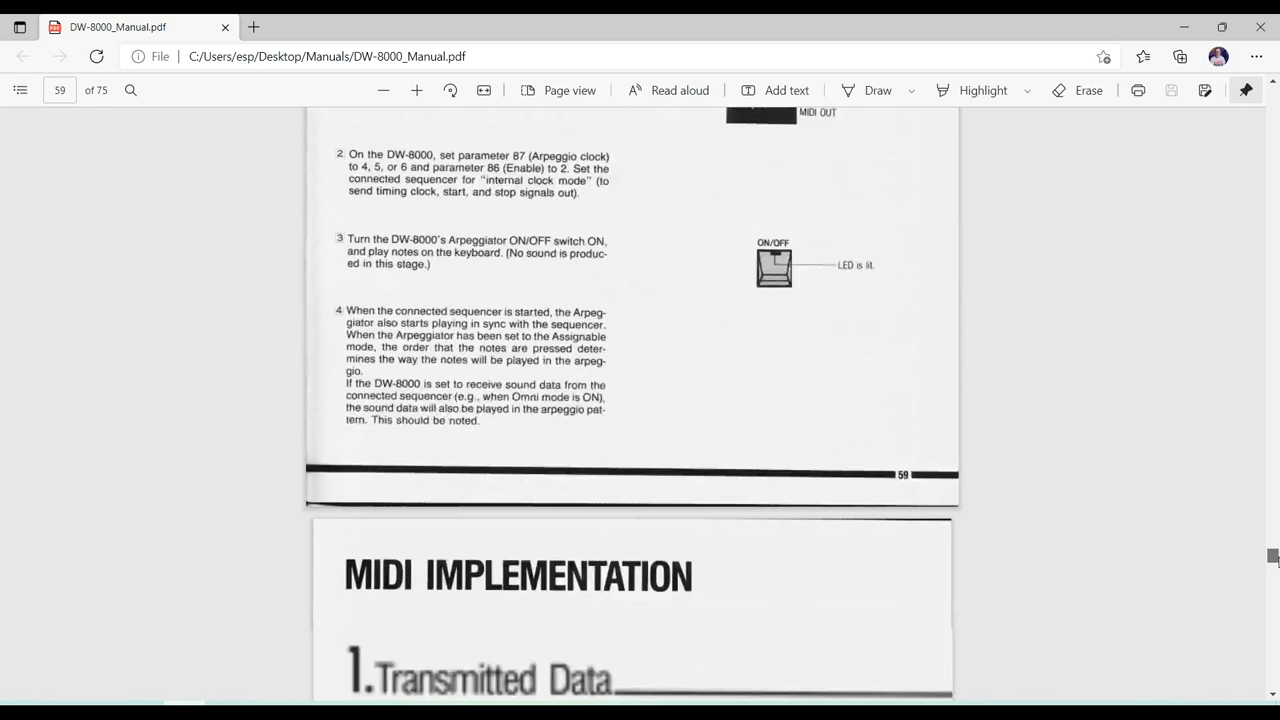 DW-8000_Manual.pdf
File C:/Users/esp/Desktop/Manuals/DW-8000_Manual.pdf
59 of 75 Page view Read aloud Add text Draw Highlight Erase
MIDI OUT
2 On the DW-8000, set parameter 87 (Arpeggio clock)
to 4, 5, or 6 and parameter 86 (Enable) to 2. Set the
connected sequencer for "internal clock mode" (to
send timing clock, start, and stop signals out).
3 Turn the DW-8000's Arpeggiator ON/OFF switch ON,
and play notes on the keyboard. (No sound is produc-
ed in this stage.)
ON/OFF
LED is lit.
4 When the connected sequencer is started, the Arpeg-
giator also starts playing in sync with the sequencer.
When the Arpeggiator has been set to the Assignable
mode, the order that the notes are pressed deter-
mines the way the notes will be played in the arpeg-
gio.
If the DW-8000 is set to receive sound data from the
connected sequencer (e.g., when Omni mode is ON),
the sound data will also be played in the arpeggio pat-
tern. This should be noted.
59
MIDI IMPLEMENTATION
1. Transmitted Data